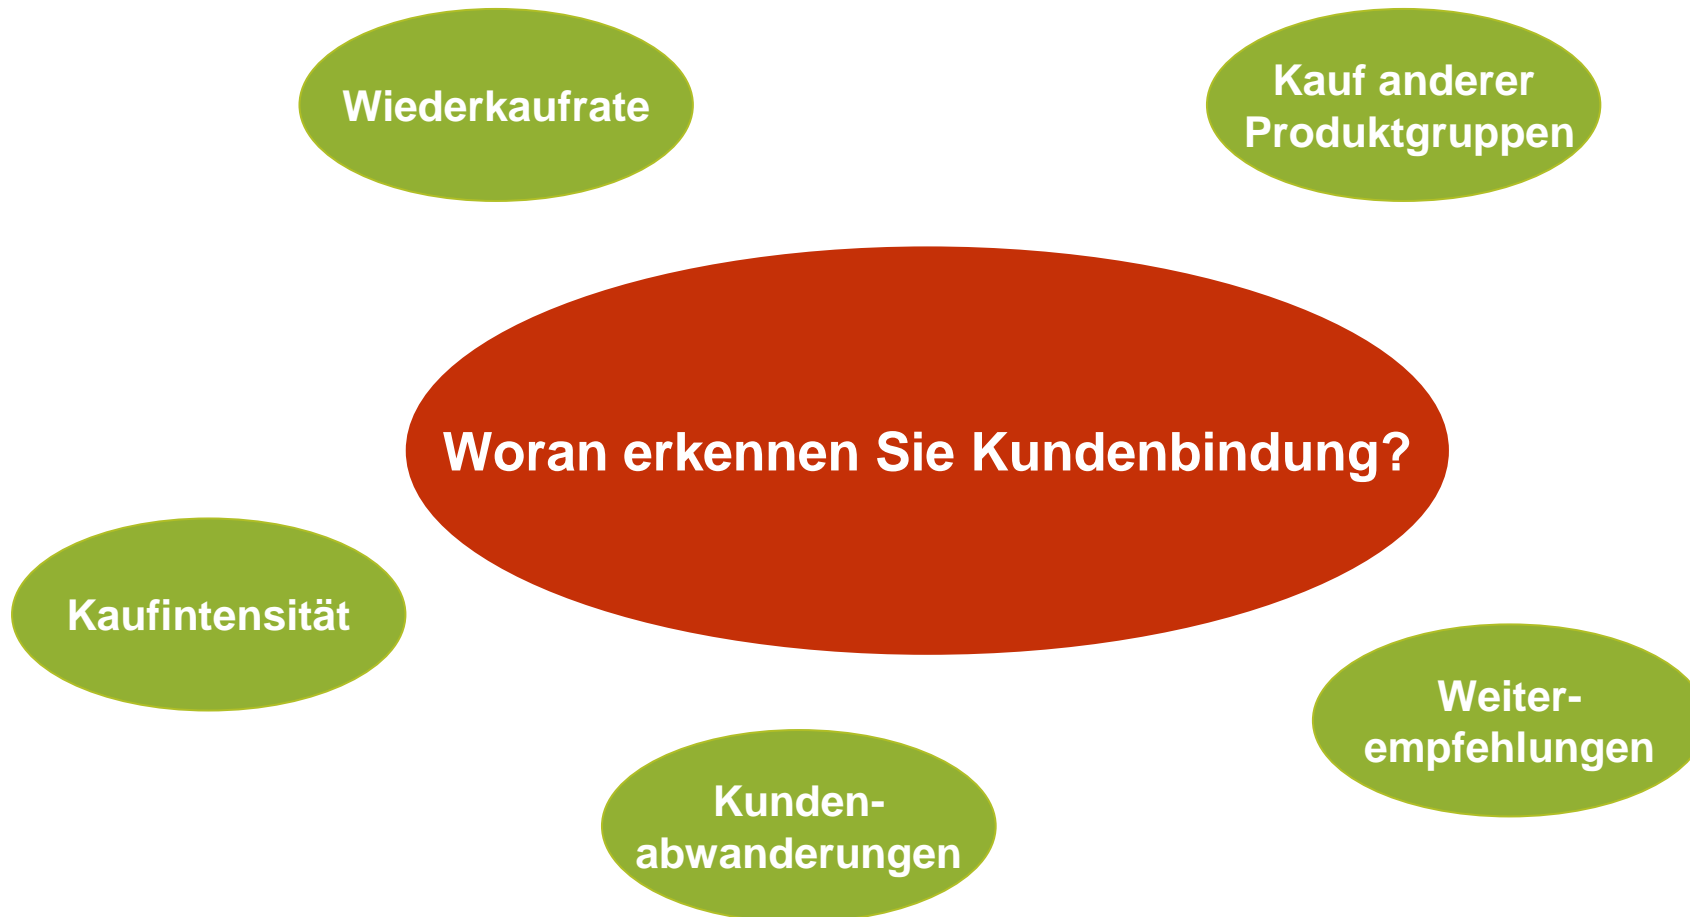 Wiederkaufrate
Kauf anderer
Produktgruppen
Woran erkennen Sie Kundenbindung?
Kaufintensität
Weiter-
empfehlungen
Kunden-
abwanderungen